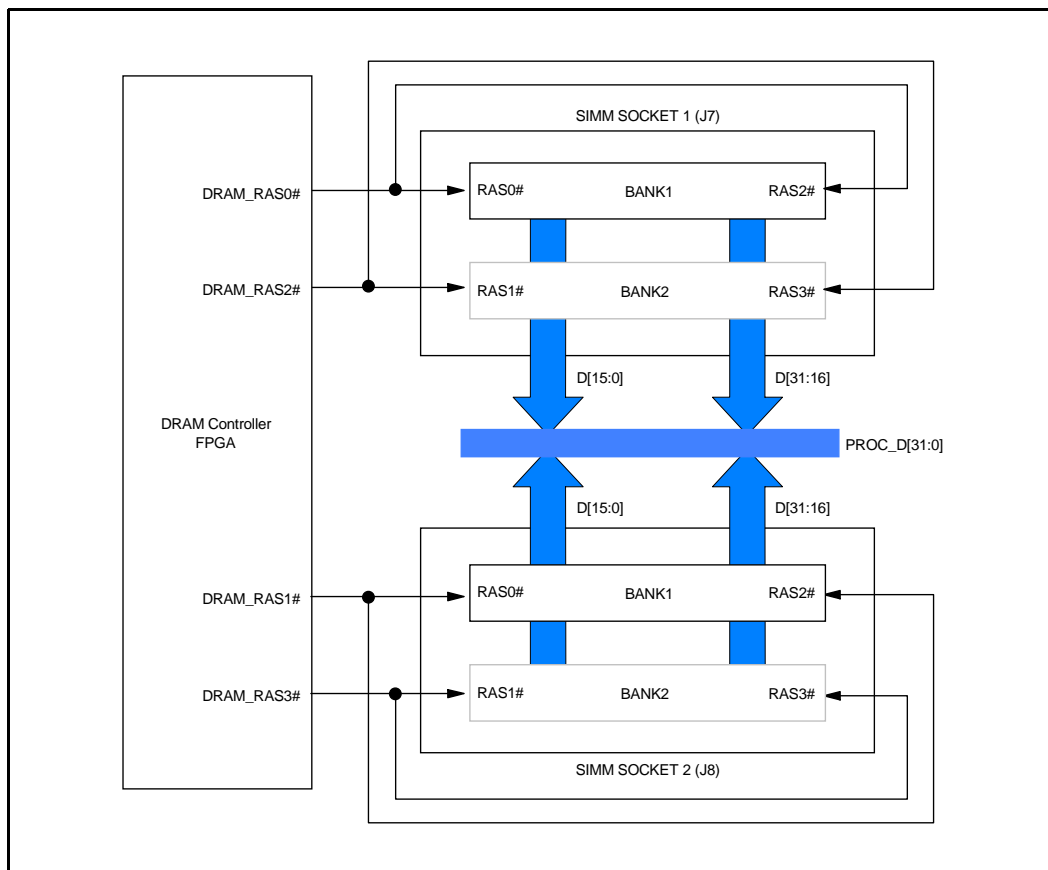 SIMM SOCKET 1 (J7)
DRAM_RAS0#
RAS0#
BANK1
RAS2#
DRAM_RAS2#
RAS1#
BANK2
RAS3#
D[15:0]
D[31:16]
DRAM Controller
FPGA
PROC_D[31:0]
D[15:0]
D[31:16]
DRAM_RAS1#
RAS0#
BANK1
RAS2#
DRAM_RAS3#
RAS1#
BANK2
RAS3#
SIMM SOCKET 2 (J8)